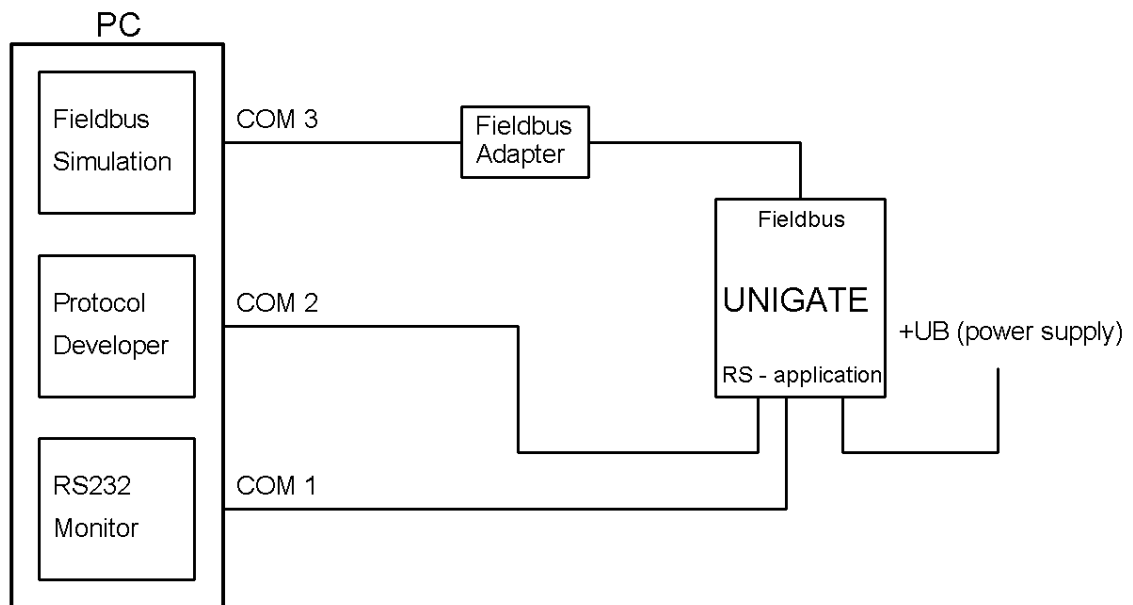 PC
Fieldbus
Simulation
COM 3
Fieldbus
Adapter
Fieldbus
UNIGATE
RS - application
+UB (power supply)
Protocol
Developer
COM 2
RS232
Monitor
COM 1